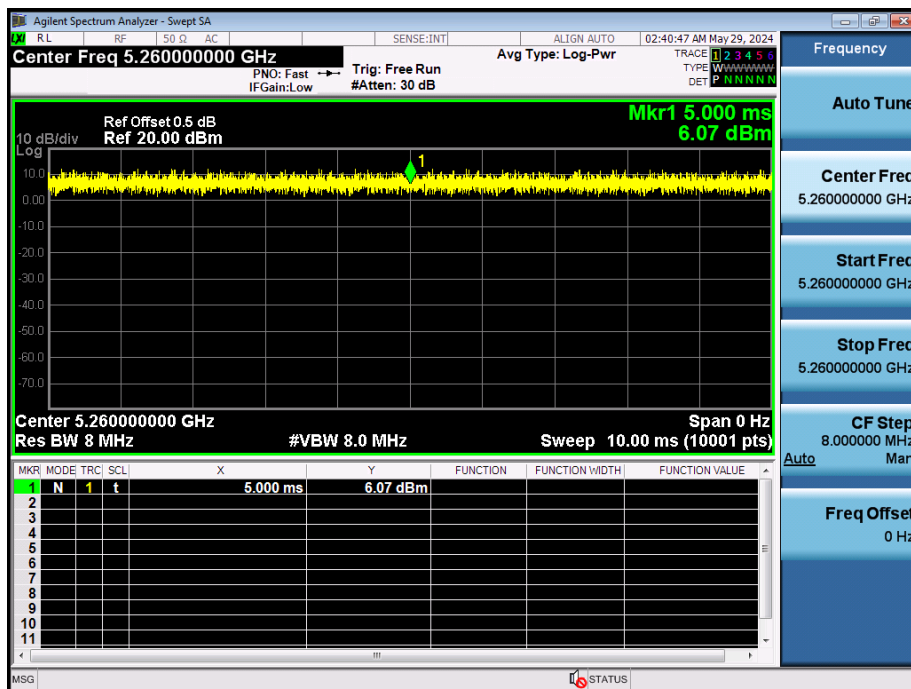 Agilent Spectrum Analyzer - Swept SA
LXI RL RF 50 Ω AC SENSE:INT ALIGN AUTO 02:40:47 AM May 29, 2024
Center Freq 5.260000000 GHz
PNO: Fast
IFGain:Low
Trig: Free Run
#Atten: 30 dB
Avg Type: Log-Pwr
TRACE 1 2 3 4 5 6
TYPE WWWWWW
DET P N N N N N
Ref Offset 0.5 dB
10 dB/div Ref 20.00 dBm
Log
Mkr1 5.000 ms
6.07 dBm
1
10.0
0.00
-10.0
-20.0
-30.0
-40.0
-50.0
-60.0
-70.0
Center 5.260000000 GHz Span 0 Hz
Res BW 8 MHz #VBW 8.0 MHz Sweep 10.00 ms (10001 pts)
MKR MODE TRC SCL X Y FUNCTION FUNCTION WIDTH FUNCTION VALUE
1 N 1 t 5.000 ms 6.07 dBm
2
3
4
5
6
7
8
9
10
11
MSG STATUS
Frequency
Auto Tune
Center Freq
5.260000000 GHz
Start Freq
5.260000000 GHz
Stop Freq
5.260000000 GHz
CF Step
8.000000 MHz
Auto Man
Freq Offset
0 Hz